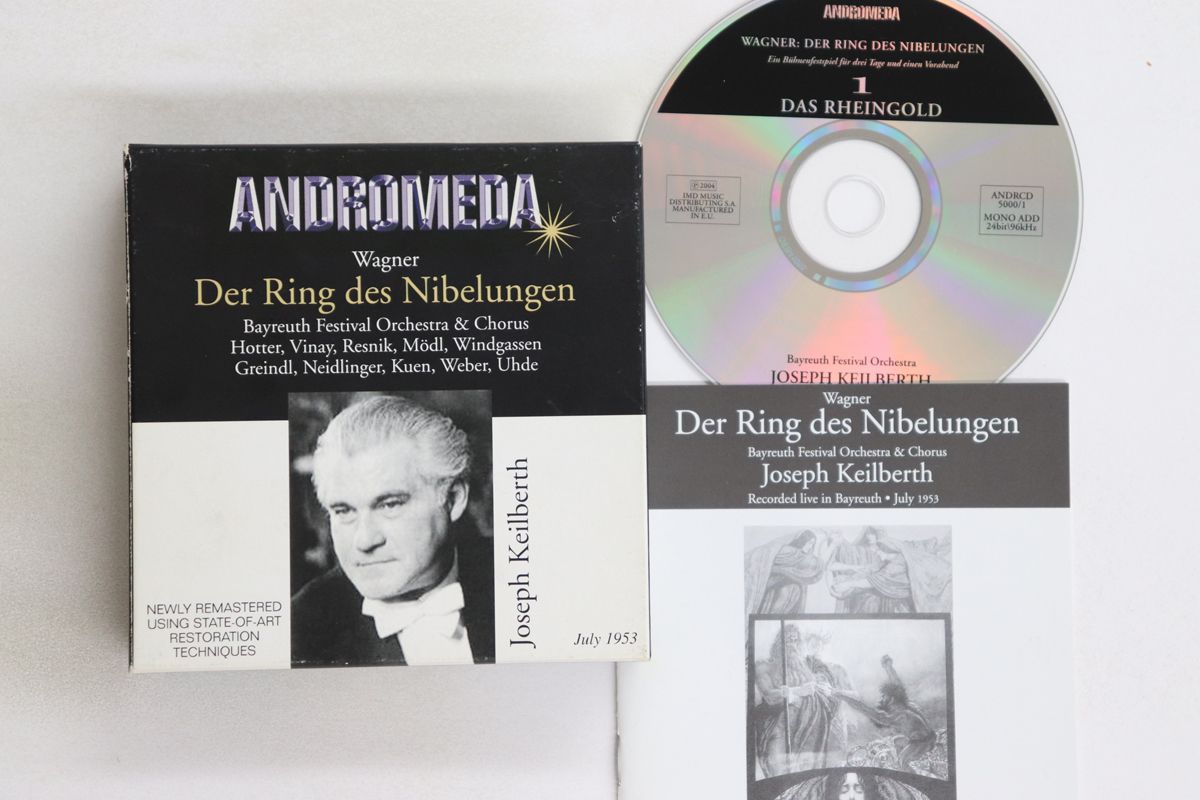 ANDROMEDA
Wagner
Der Ring des Nibelungen
Bayreuth Festival Orchestra & Chorus
Hotter, Vinay, Resnik, Mödl, Windgassen
Greindl, Neidlinger, Kuen, Weber, Uhde
Joseph Keilberth
NEWLY REMASTERED
USING STATE-OF-ART
RESTORATION
TECHNIQUES
July 1953
ANDROMEDA
WAGNER: DER RING DES NIBELUNGEN
Ein Bühnenfestspiel für drei Tage und einen Vorabend
1
DAS RHEINGOLD
℗ 2004
IMD MUSIC
DISTRIBUTING S.A
MANUFACTURED
IN E.U.
ANDRCD
5000/1
MONO ADD
24bit\96kHz
Bayreuth Festival Orchestra
JOSEPH KEILBERTH
Wagner
Der Ring des Nibelungen
Bayreuth Festival Orchestra & Chorus
Joseph Keilberth
Recorded live in Bayreuth • July 1953